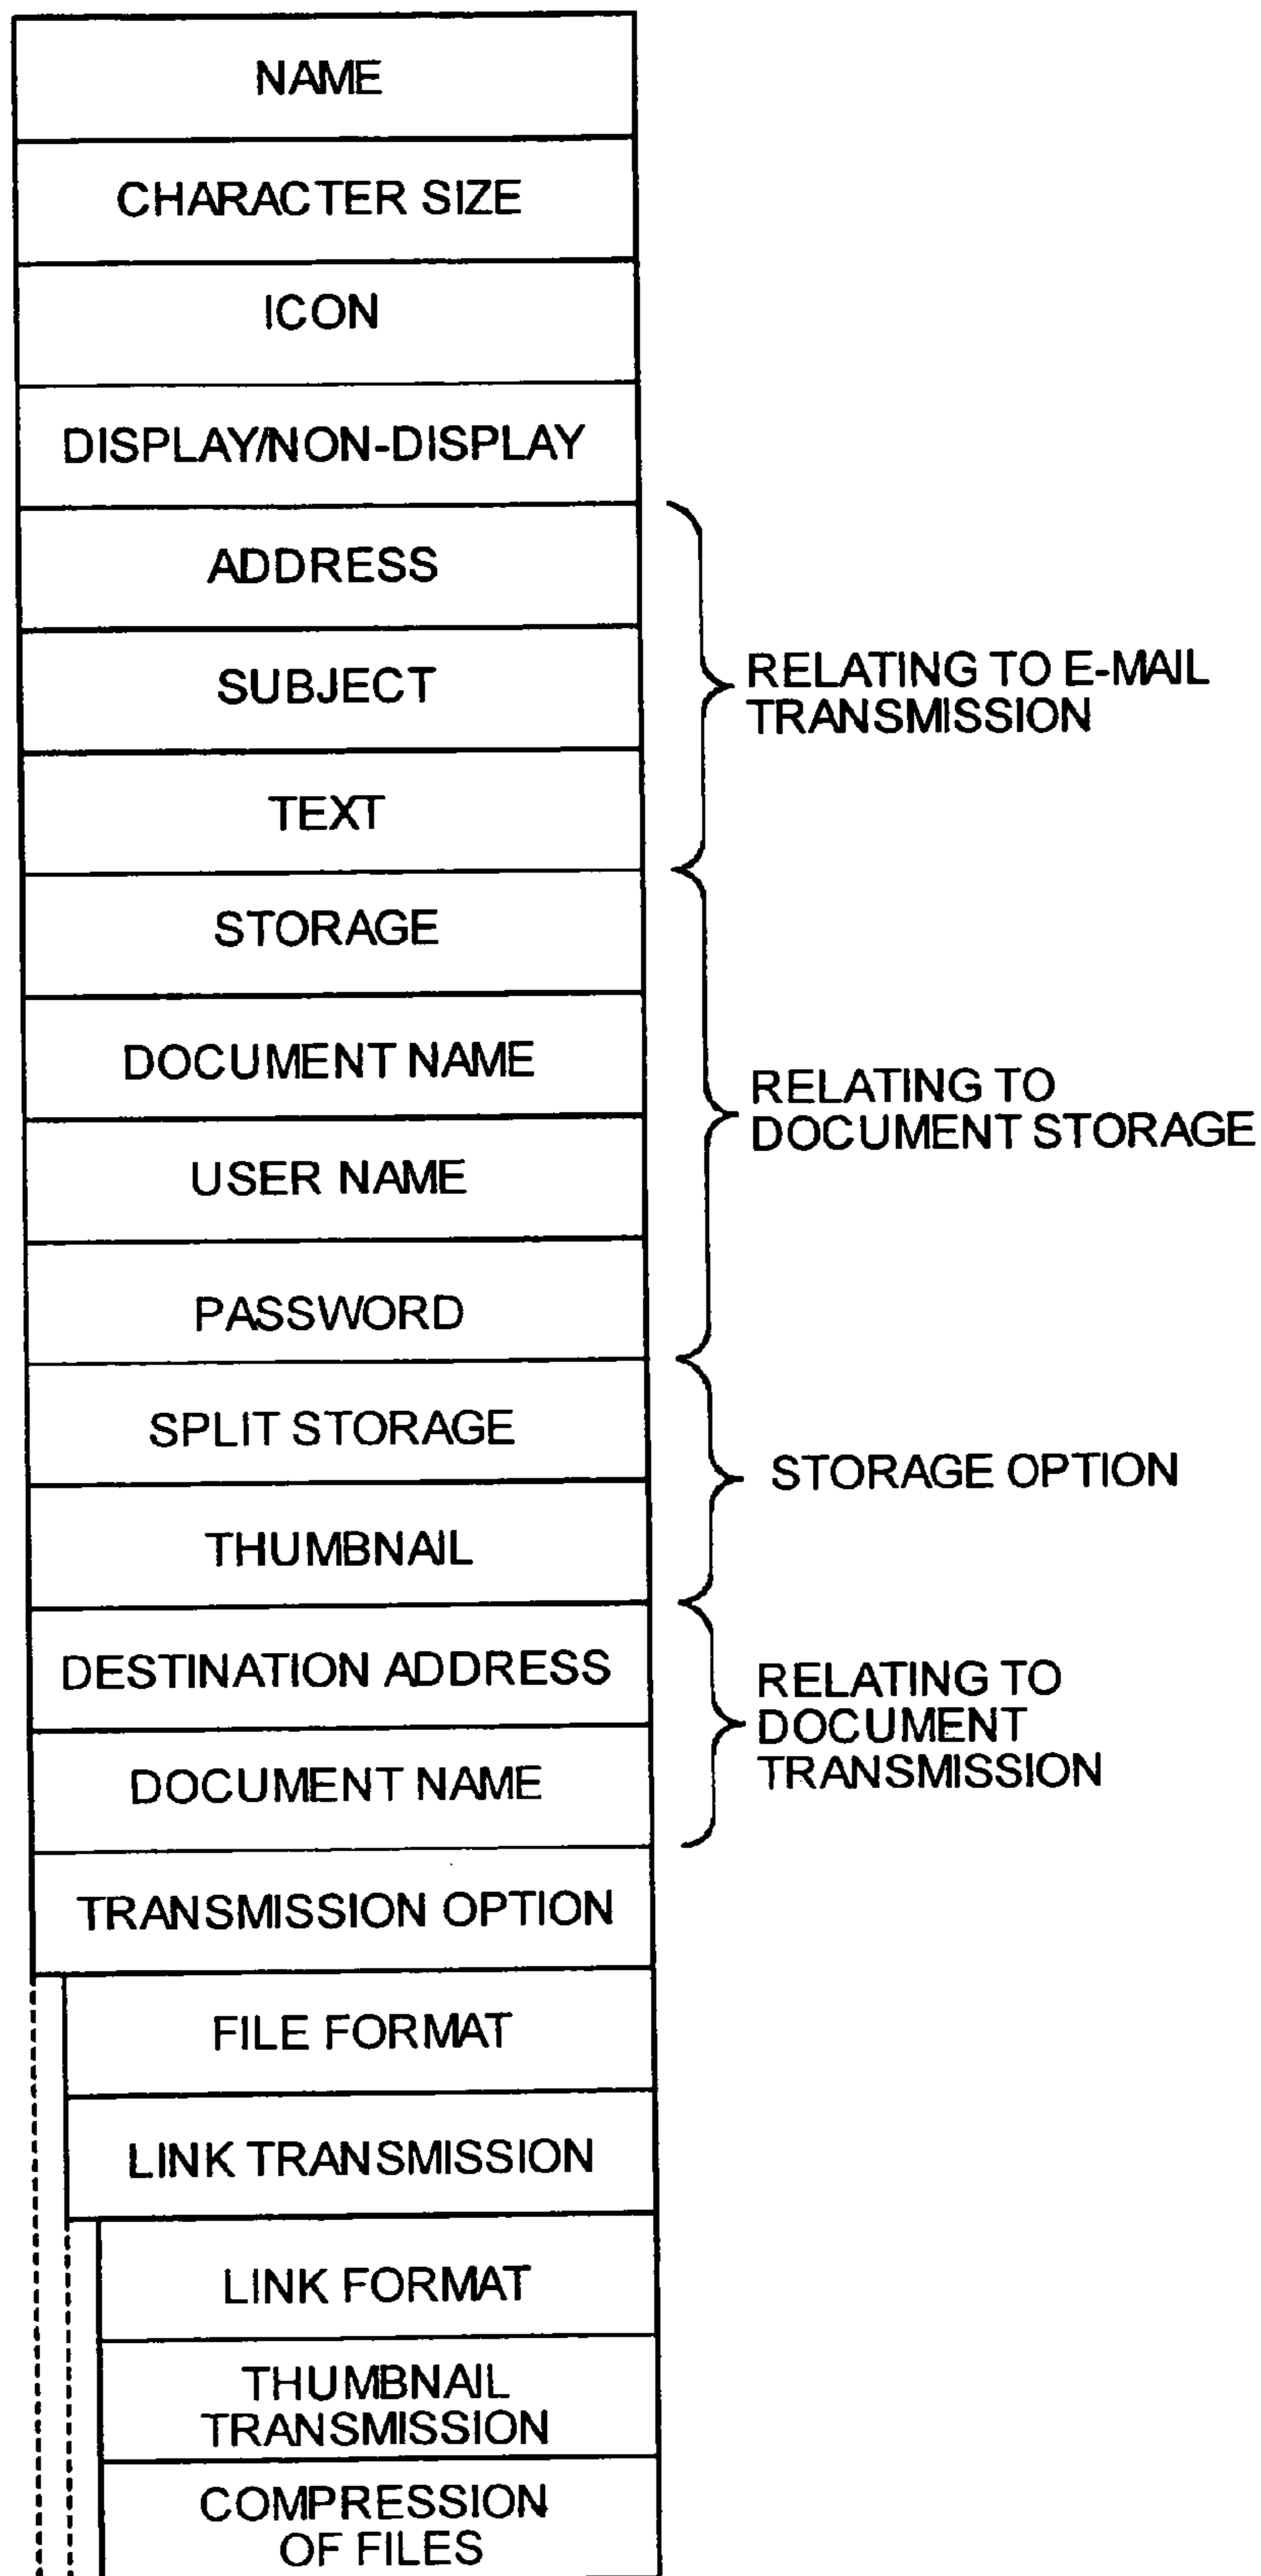 NAME
CHARACTER SIZE
ICON
DISPLAY/NON-DISPLAY
ADDRESS
SUBJECT
TEXT
RELATING TO E-MAIL
TRANSMISSION
STORAGE
DOCUMENT NAME
USER NAME
PASSWORD
RELATING TO
DOCUMENT STORAGE
SPLIT STORAGE
THUMBNAIL
STORAGE OPTION
DESTINATION ADDRESS
DOCUMENT NAME
RELATING TO
DOCUMENT
TRANSMISSION
TRANSMISSION OPTION
FILE FORMAT
LINK TRANSMISSION
LINK FORMAT
THUMBNAIL
TRANSMISSION
COMPRESSION
OF FILES